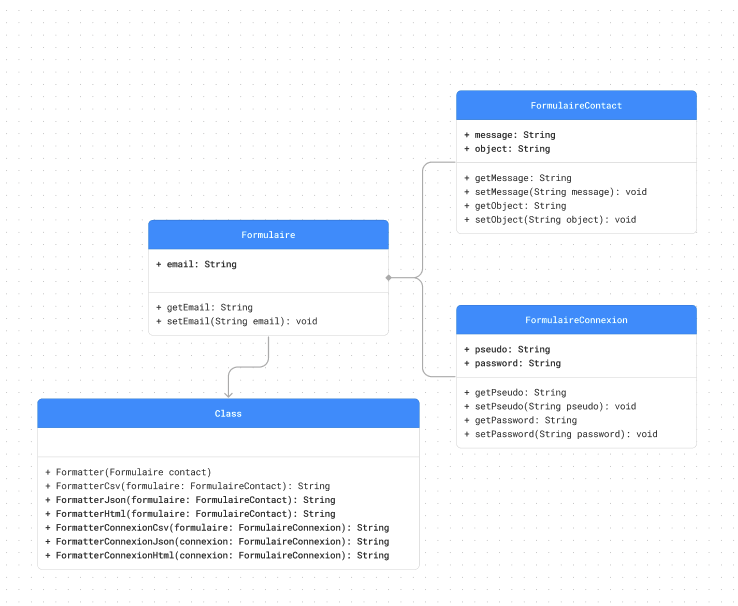 FormulaireContact
+ message: String
+ object: String
+ getMessage: String
+ setMessage(String message): void
+ getObject: String
+ setObject(String object): void
Formulaire
+ email: String
+ getEmail: String
+ setEmail(String email): void
FormulaireConnexion
+ pseudo: String
+ password: String
+ getPseudo: String
+ setPseudo(String pseudo): void
+ getPassword: String
+ setPassword(String password): void
Class
+ Formatter(Formulaire contact)
+ FormatterCsv(formulaire: FormulaireContact): String
+ FormatterJson(formulaire: FormulaireContact): String
+ FormatterHtml(formulaire: FormulaireContact): String
+ FormatterConnexionCsv(formulaire: FormulaireConnexion): String
+ FormatterConnexionJson(connexion: FormulaireConnexion): String
+ FormatterConnexionHtml(connexion: FormulaireConnexion): String